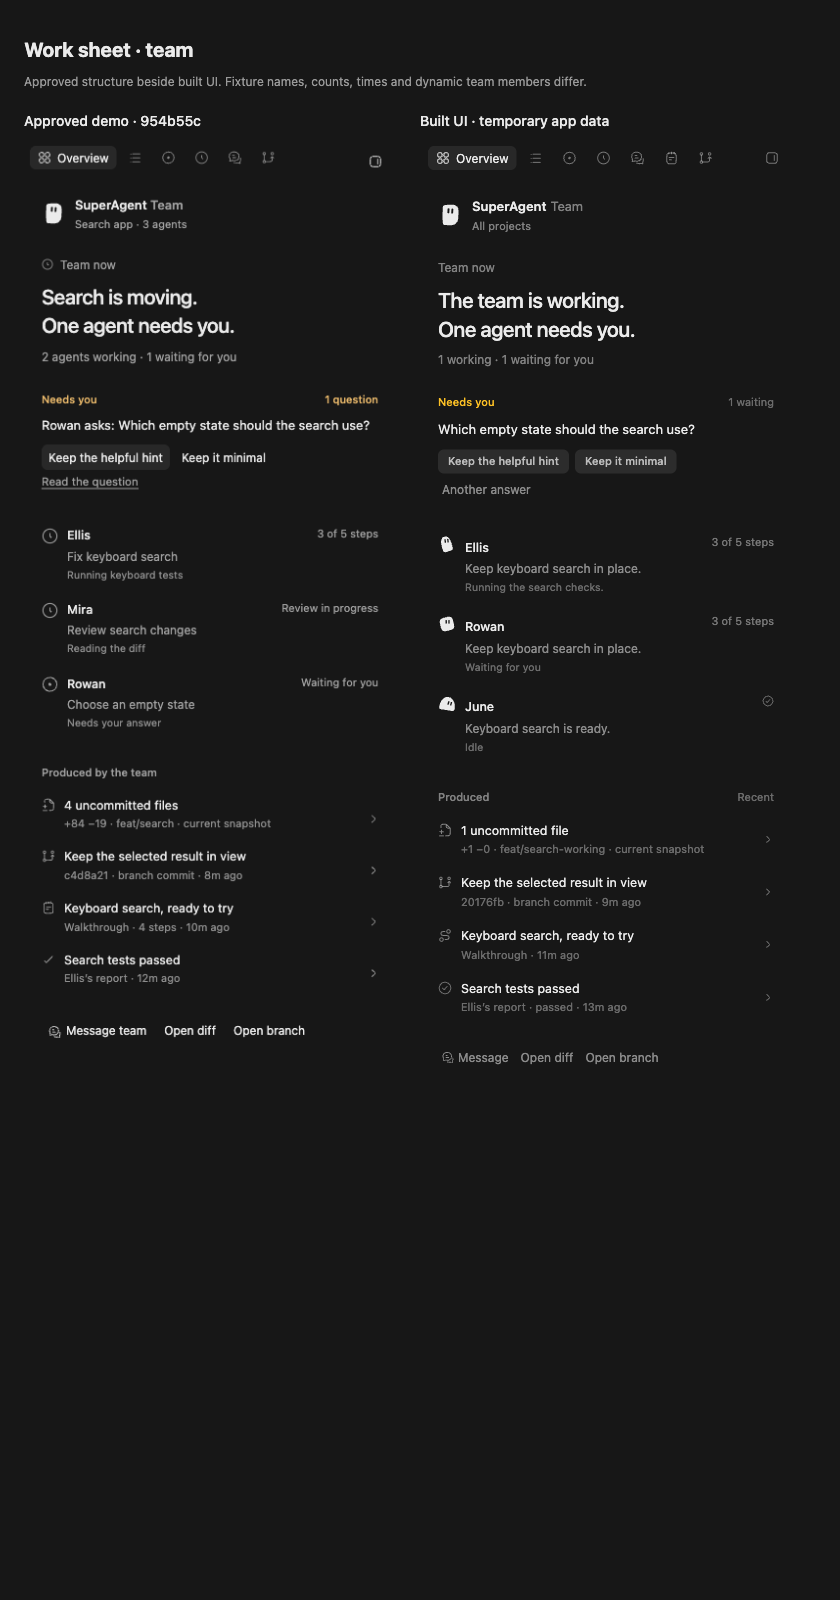 Work sheet · team
Approved structure beside built UI. Fixture names, counts, times and dynamic team members differ.
Approved demo · 954b55c
Overview
SuperAgent Team
Search app · 3 agents
Team now
Search is moving.
One agent needs you.
2 agents working · 1 waiting for you
Needs you
1 question
Rowan asks: Which empty state should the search use?
Keep the helpful hint
Keep it minimal
Read the question
Ellis
3 of 5 steps
Fix keyboard search
Running keyboard tests
Mira
Review in progress
Review search changes
Reading the diff
Rowan
Waiting for you
Choose an empty state
Needs your answer
Produced by the team
4 uncommitted files
+84 −19 · feat/search · current snapshot
Keep the selected result in view
c4d8a21 · branch commit · 8m ago
Keyboard search, ready to try
Walkthrough · 4 steps · 10m ago
Search tests passed
Ellis's report · 12m ago
Message team
Open diff
Open branch
Built UI · temporary app data
Overview
SuperAgent Team
All projects
Team now
The team is working.
One agent needs you.
1 working · 1 waiting for you
Needs you
1 waiting
Which empty state should the search use?
Keep the helpful hint
Keep it minimal
Another answer
Ellis
3 of 5 steps
Keep keyboard search in place.
Running the search checks.
Rowan
3 of 5 steps
Keep keyboard search in place.
Waiting for you
June
Keyboard search is ready.
Idle
Produced
Recent
1 uncommitted file
+1 −0 · feat/search-working · current snapshot
Keep the selected result in view
20176fb · branch commit · 9m ago
Keyboard search, ready to try
Walkthrough · 11m ago
Search tests passed
Ellis's report · passed · 13m ago
Message
Open diff
Open branch